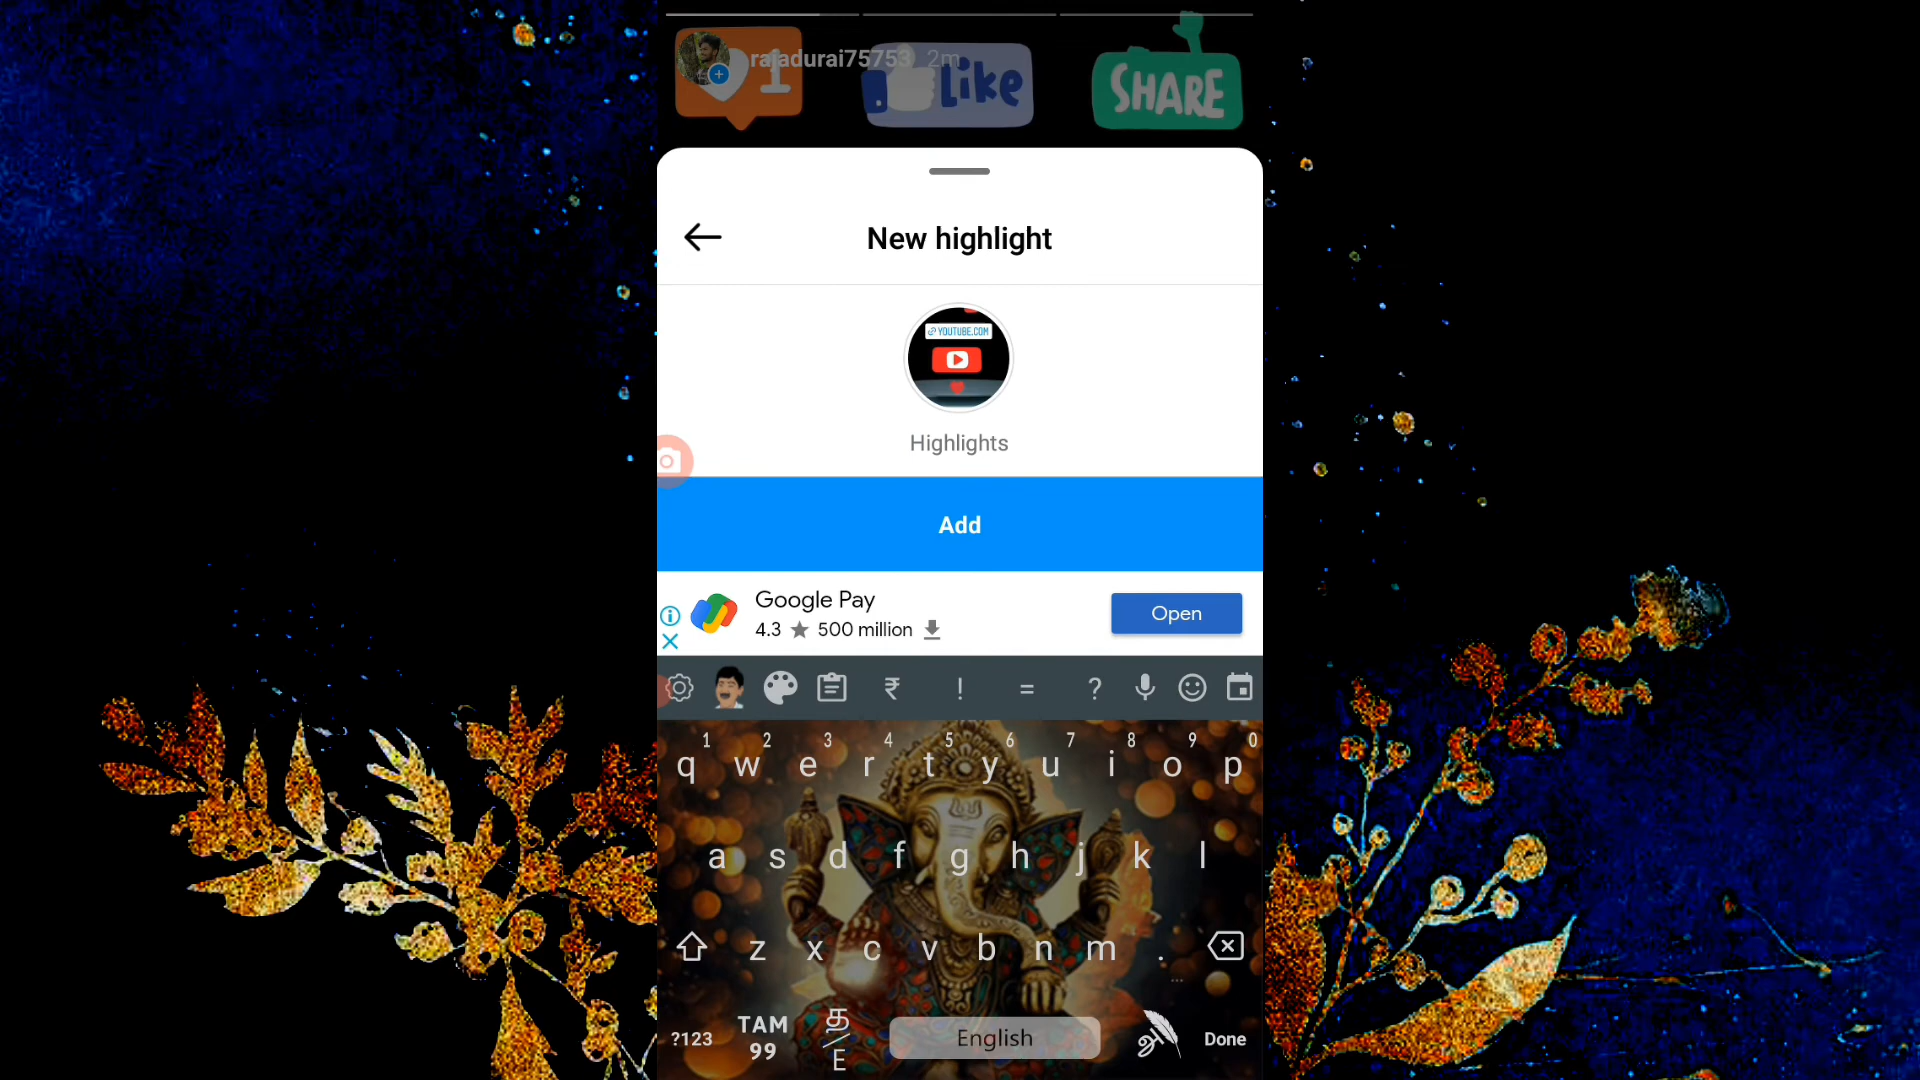 rajadurai75753 2m
1
like
SHARE
New highlight
YOUTUBE.COM
Highlights
Add
Google Pay
4.3 ★ 500 million
Open
₹ ! = ?
1 2 3 4 5 6 7 8 9 0
q w e r t y u i o p
a s d f g h j k l
z x c v b n m .
?123 TAM 99 த/E English அ Done